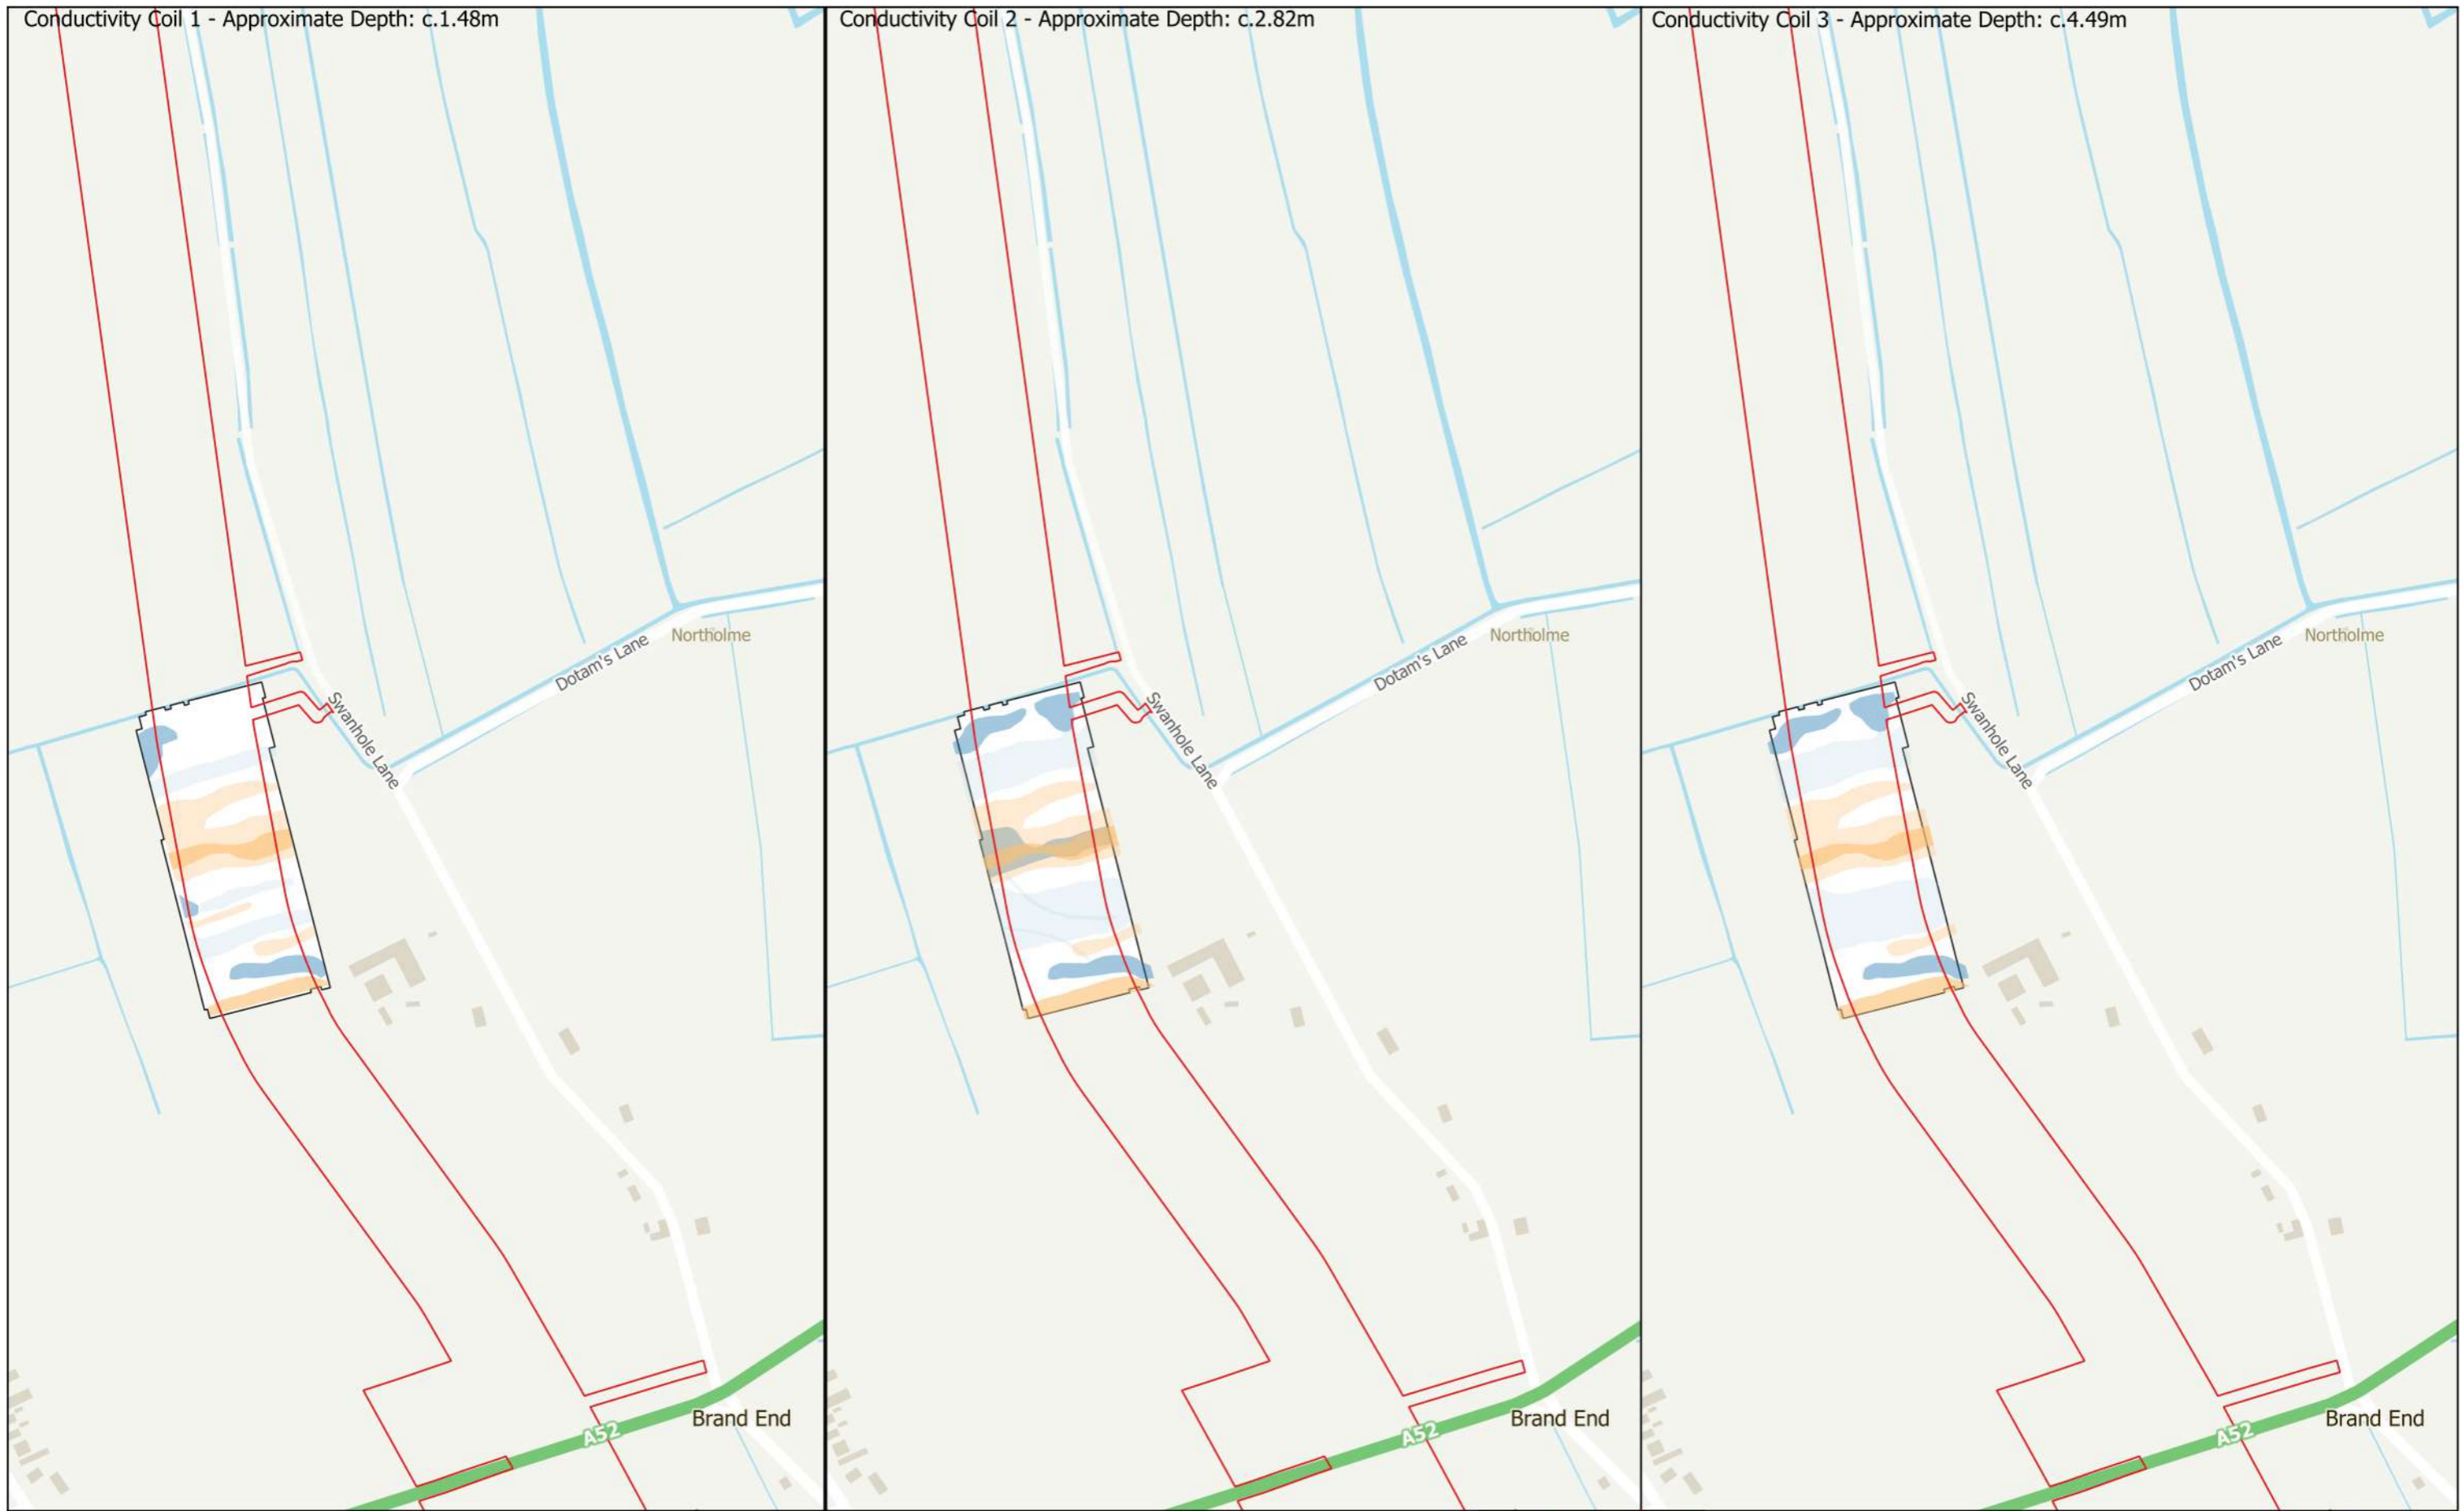 Conductivity Coil 1 - Approximate Depth: c.1.48m
Northolme
Dotam's Lane
Swanhole Lane
Brand End
A52
Conductivity Coil 2 - Approximate Depth: c.2.82m
Northolme
Dotam's Lane
Swanhole Lane
Brand End
A52
Conductivity Coil 3 - Approximate Depth: c.4.49m
Northolme
Dotam's Lane
Swanhole Lane
Brand End
A52